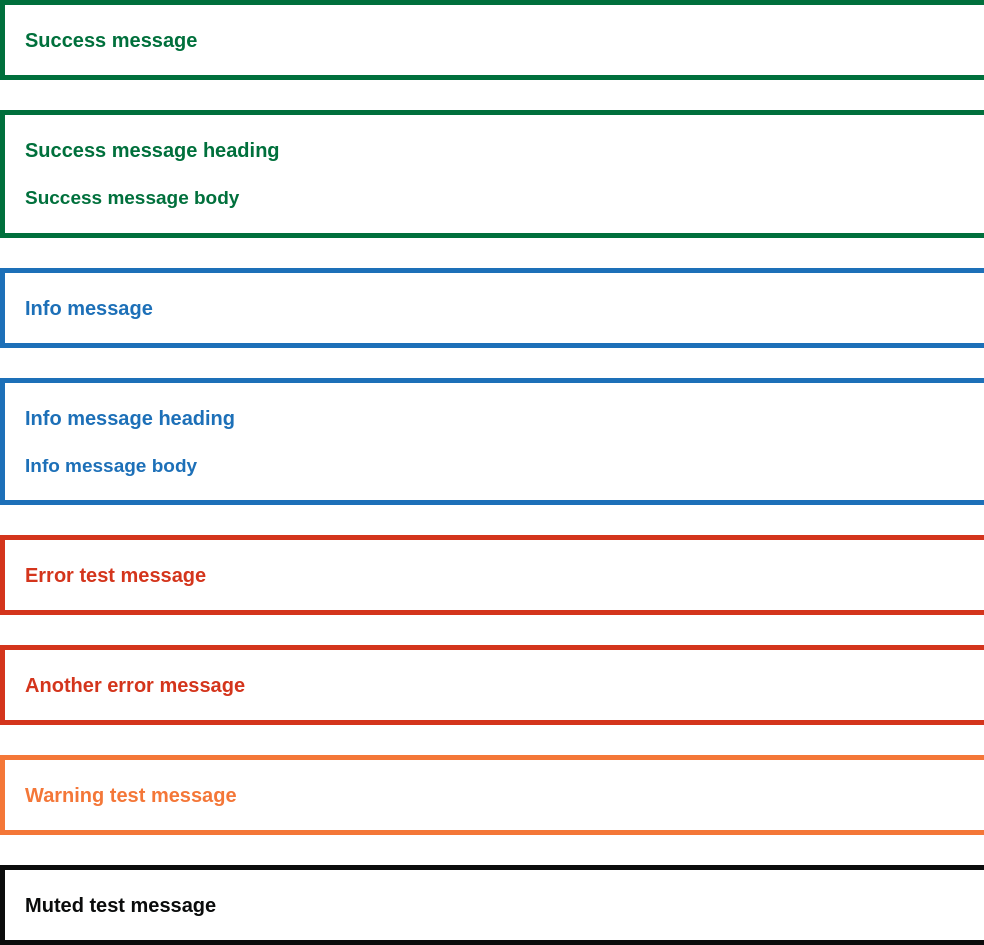 Success message
Success message heading
Success message body
Info message
Info message heading
Info message body
Error test message
Another error message
Warning test message
Muted test message